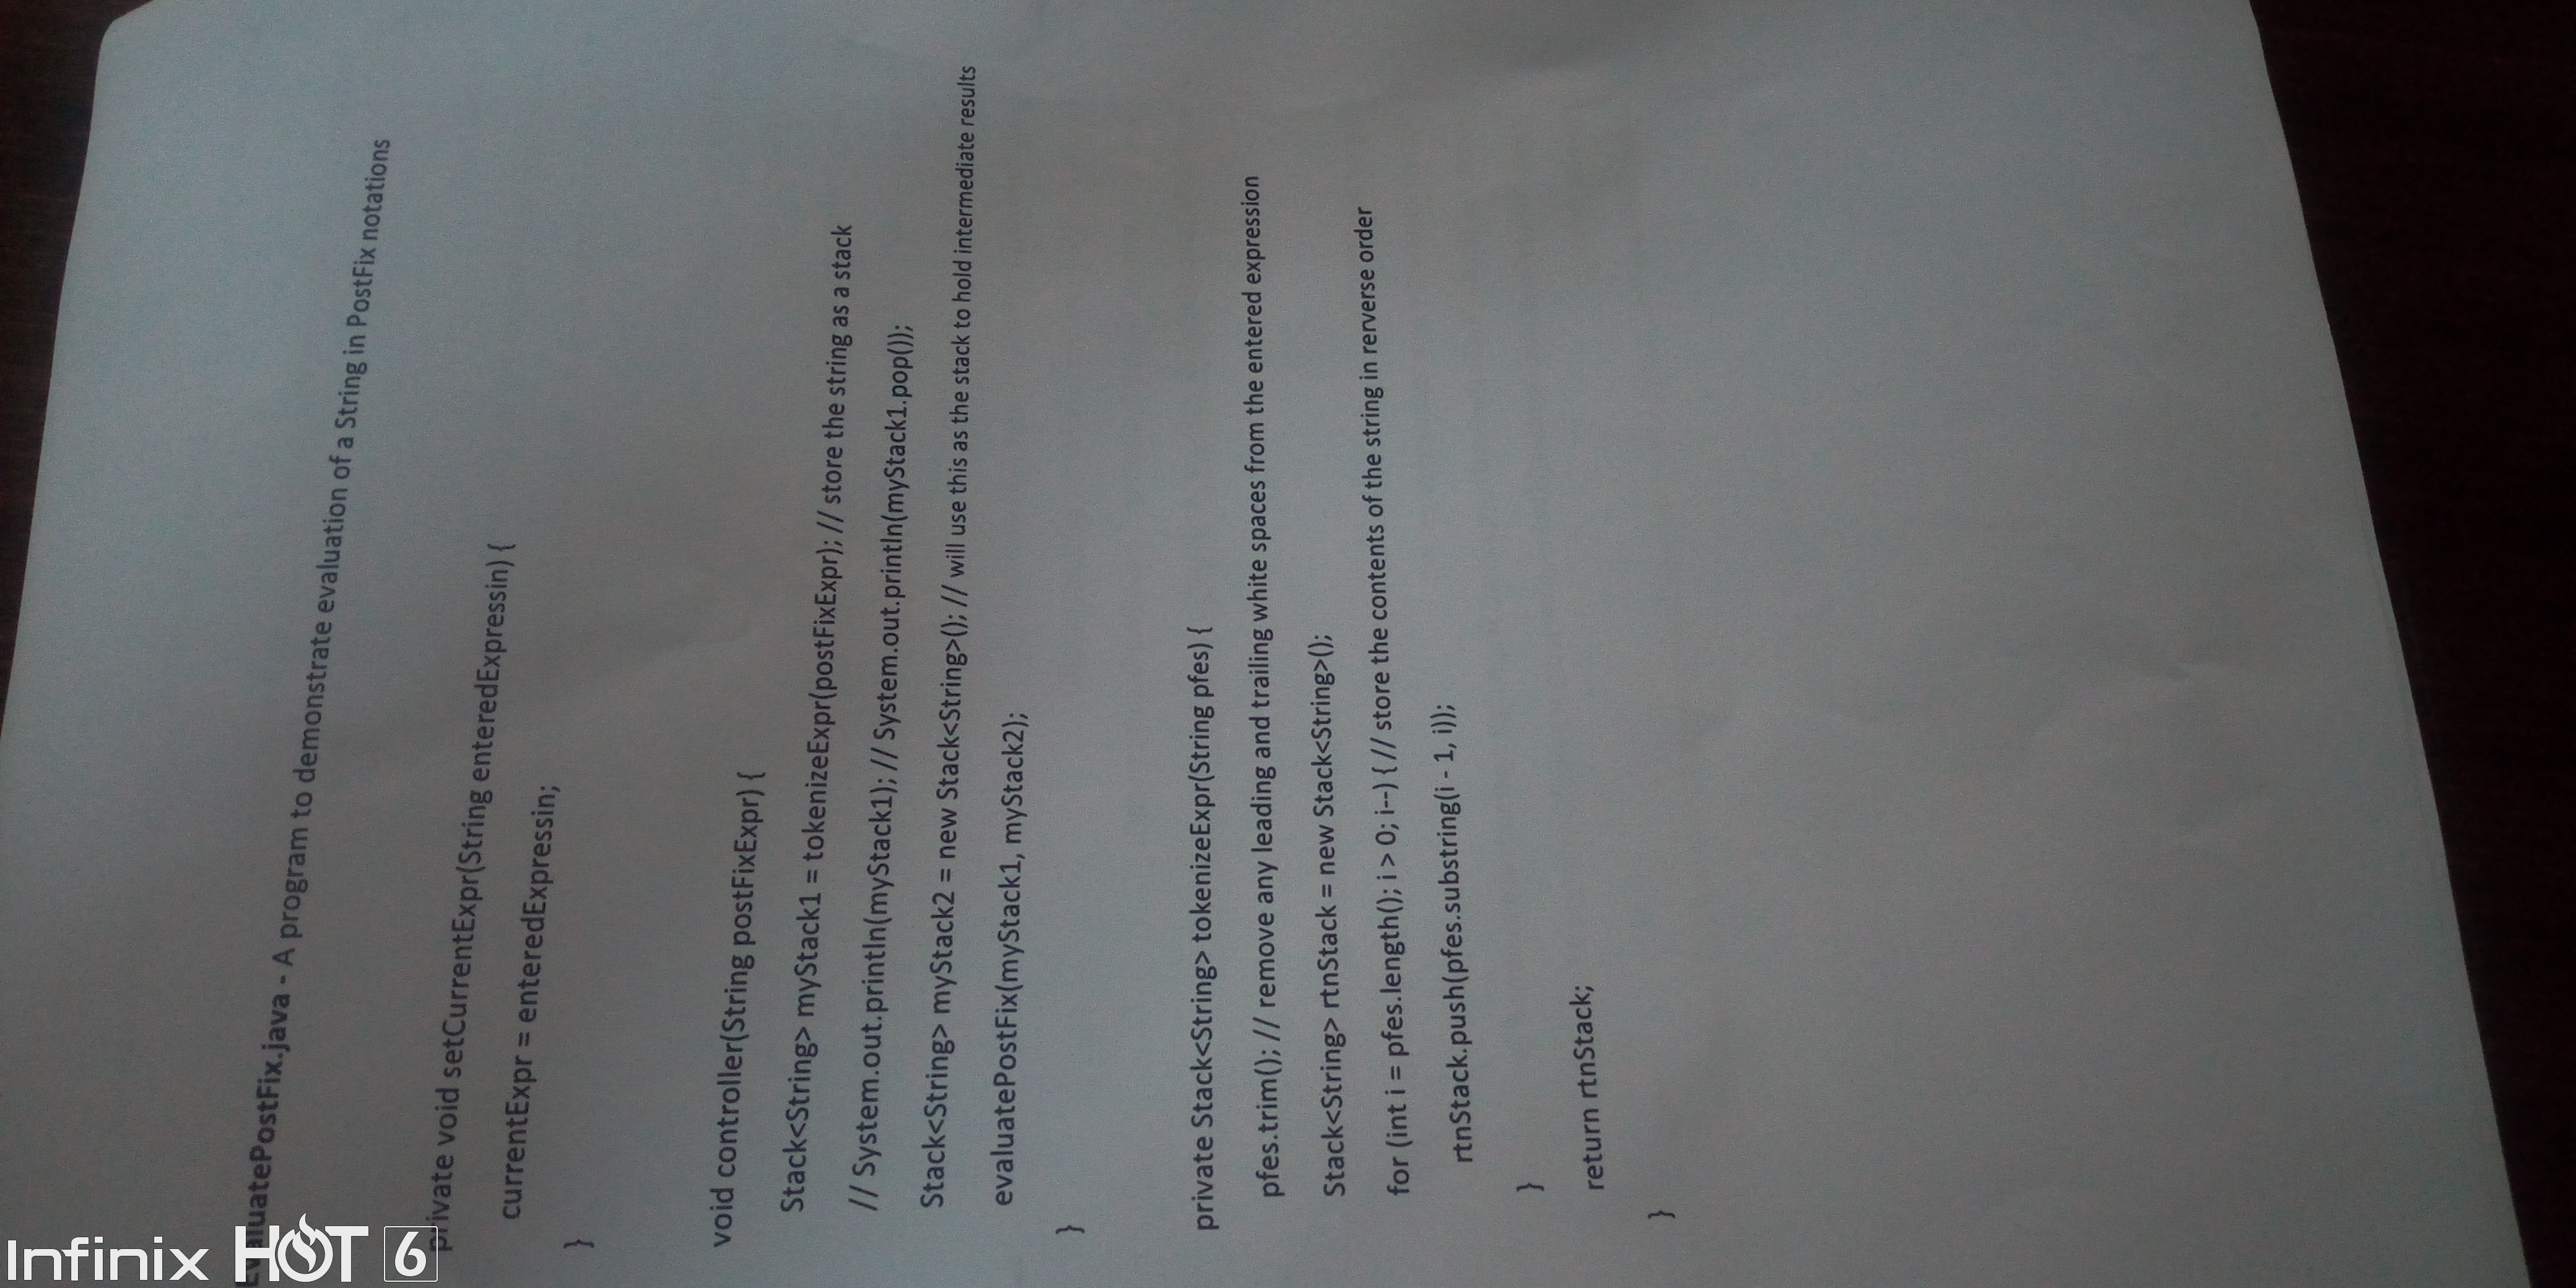 EvaluatePostFix.java - A program to demonstrate evaluation of a String in PostFix notations
private void setCurrentExpr(String enteredExpressin) {
currentExpr = enteredExpressin;
}
void controller(String postFixExpr) {
Stack<String> myStack1 = tokenizeExpr(postFixExpr); // store the string as a stack
// System.out.println(myStack1); // System.out.println(myStack1.pop());
Stack<String> myStack2 = new Stack<String>(); // will use this as the stack to hold intermediate results
evaluatePostFix(myStack1, myStack2);
}
private Stack<String> tokenizeExpr(String pfes) {
pfes.trim(); // remove any leading and trailing white spaces from the entered expression
Stack<String> rtnStack = new Stack<String>();
for (int i = pfes.length(); i > 0; i--) { // store the contents of the string in rerverse order
rtnStack.push(pfes.substring(i - 1, i));
}
return rtnStack;
}
Infinix HOT 6